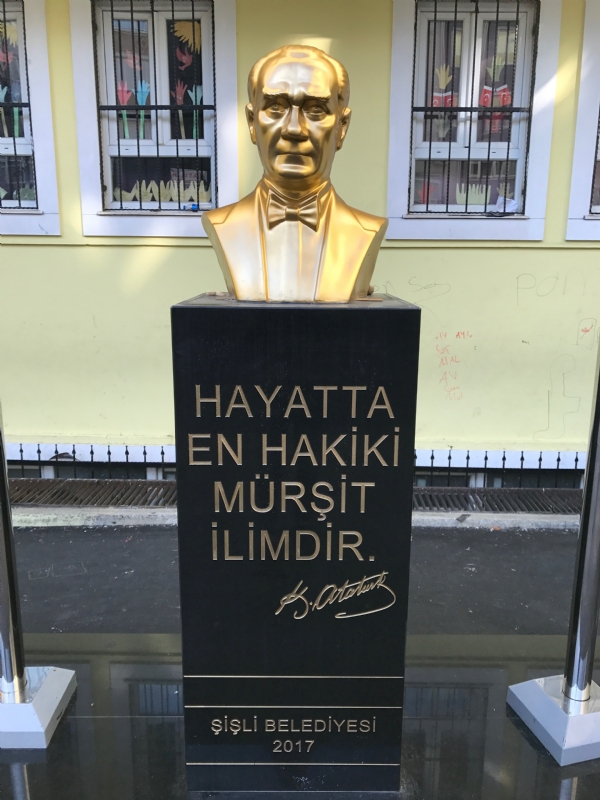 HAYATTA
EN HAKİKİ
MÜRŞİT
İLİMDİR.
K. Atatürk
ŞİŞLİ BELEDİYESİ
2017